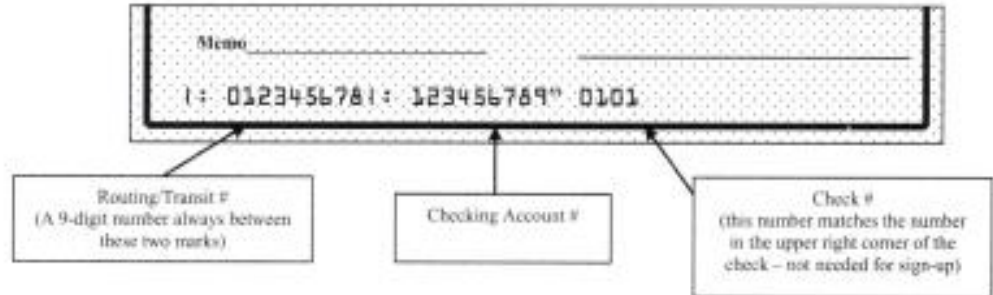 Memo
⑆ 012345678⑆ 123456789⑈ 0101
Routing/Transit #
(A 9-digit number always between
these two marks)
Checking Account #
Check #
(this number matches the number
in the upper right corner of the
check – not needed for sign-up)